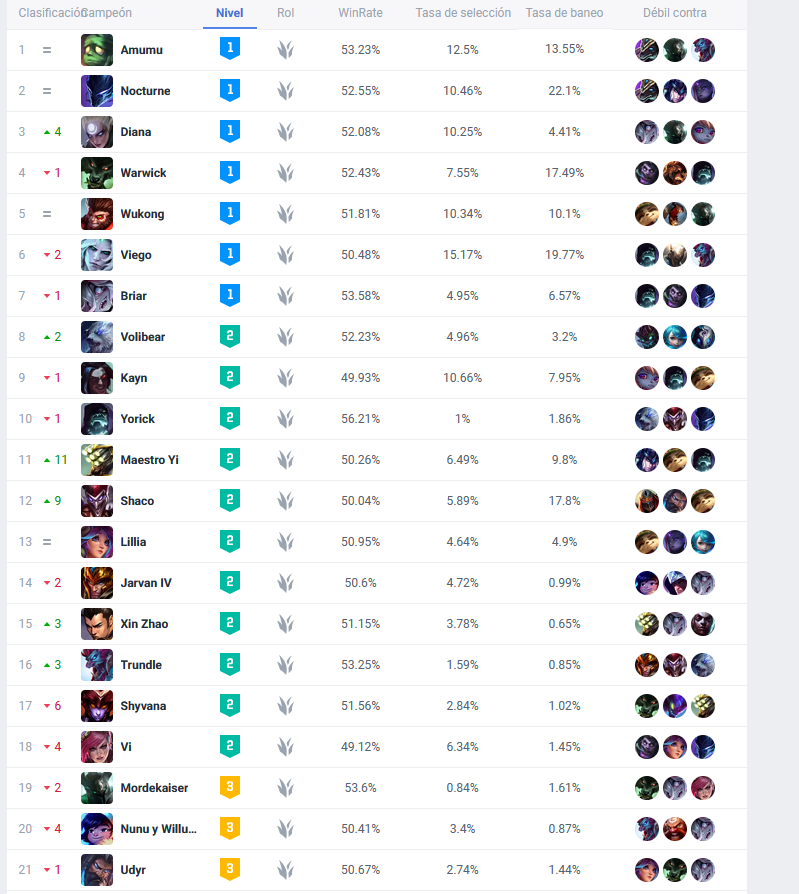 Clasificación Campeón Nivel Rol WinRate Tasa de selección Tasa de baneo Débil contra
1 = Amumu 1 53.23% 12.5% 13.55%
2 = Nocturne 1 52.55% 10.46% 22.1%
3 4 Diana 1 52.08% 10.25% 4.41%
4 1 Warwick 1 52.43% 7.55% 17.49%
5 = Wukong 1 51.81% 10.34% 10.1%
6 2 Viego 1 50.48% 15.17% 19.77%
7 1 Briar 1 53.58% 4.95% 6.57%
8 2 Volibear 2 52.23% 4.96% 3.2%
9 1 Kayn 2 49.93% 10.66% 7.95%
10 1 Yorick 2 56.21% 1% 1.86%
11 11 Maestro Yi 2 50.26% 6.49% 9.8%
12 9 Shaco 2 50.04% 5.89% 17.8%
13 = Lillia 2 50.95% 4.64% 4.9%
14 2 Jarvan IV 2 50.6% 4.72% 0.99%
15 3 Xin Zhao 2 51.15% 3.78% 0.65%
16 3 Trundle 2 53.25% 1.59% 0.85%
17 6 Shyvana 2 51.56% 2.84% 1.02%
18 4 Vi 2 49.12% 6.34% 1.45%
19 2 Mordekaiser 3 53.6% 0.84% 1.61%
20 4 Nunu y Willu... 3 50.41% 3.4% 0.87%
21 1 Udyr 3 50.67% 2.74% 1.44%